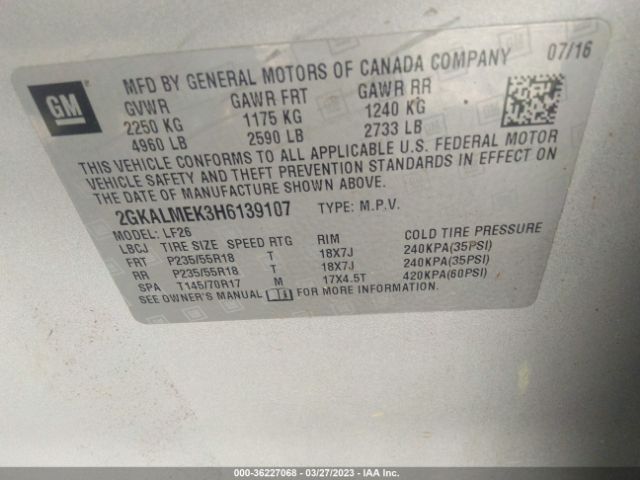 GM
MFD BY GENERAL MOTORS OF CANADA COMPANY 07/16
GVWR GAWR FRT GAWR RR
2250 KG 1175 KG 1240 KG
4960 LB 2590 LB 2733 LB
THIS VEHICLE CONFORMS TO ALL APPLICABLE U.S. FEDERAL MOTOR
VEHICLE SAFETY AND THEFT PREVENTION STANDARDS IN EFFECT ON
THE DATE OF MANUFACTURE SHOWN ABOVE.
2GKALMEK3H6139107 TYPE: M.P.V.
MODEL: LF26
LBCJ TIRE SIZE SPEED RTG RIM COLD TIRE PRESSURE
FRT P235/55R18 T 18X7J 240KPA(35PSI)
RR P235/55R18 T 18X7J 240KPA(35PSI)
SPA T145/70R17 M 17X4.5T 420KPA(60PSI)
SEE OWNER'S MANUAL FOR MORE INFORMATION.
000-36227068 - 03/27/2023 - IAA Inc.